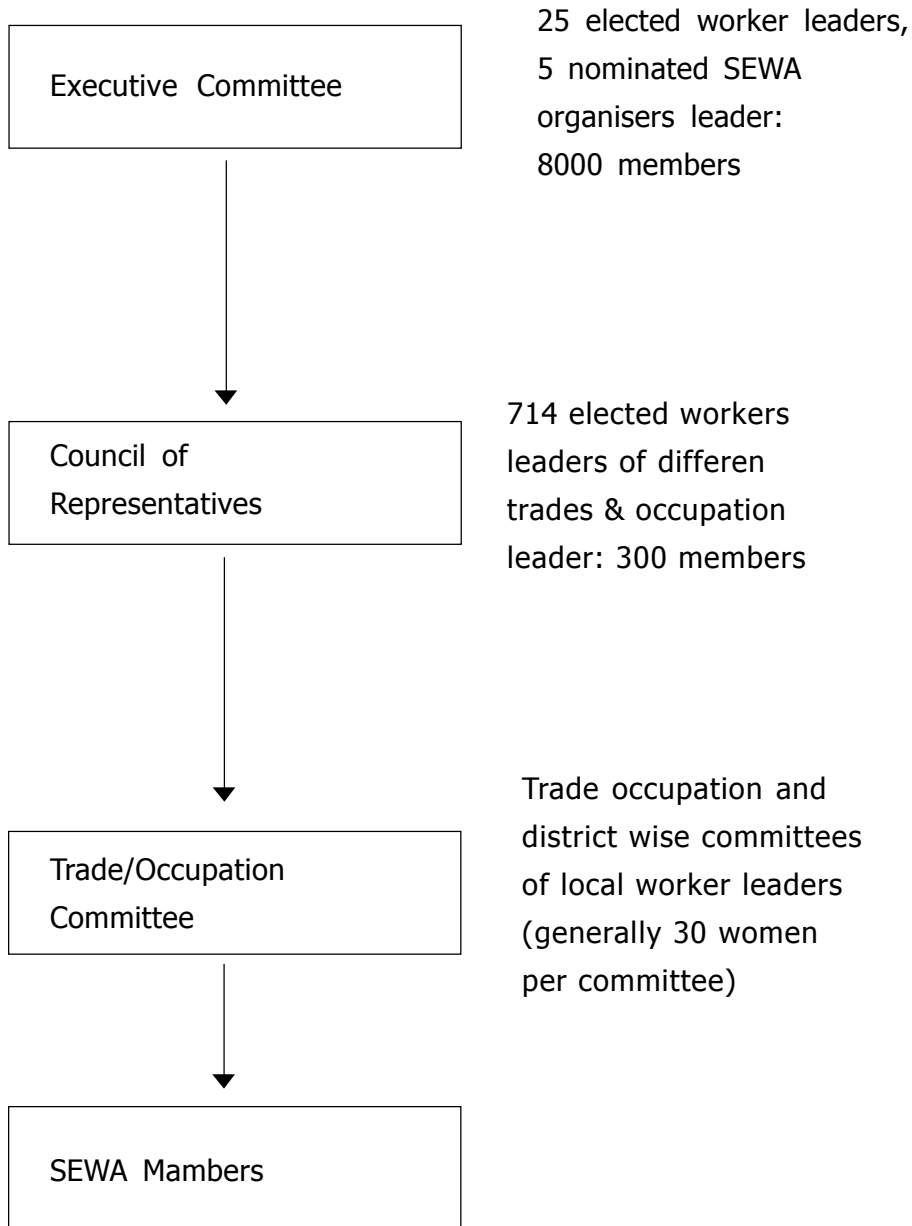 Executive Committee
25 elected worker leaders,
5 nominated SEWA
organisers leader:
8000 members
Council of
Representatives
714 elected workers
leaders of differen
trades & occupation
leader: 300 members
Trade/Occupation
Committee
Trade occupation and
district wise committees
of local worker leaders
(generally 30 women
per committee)
SEWA Mambers